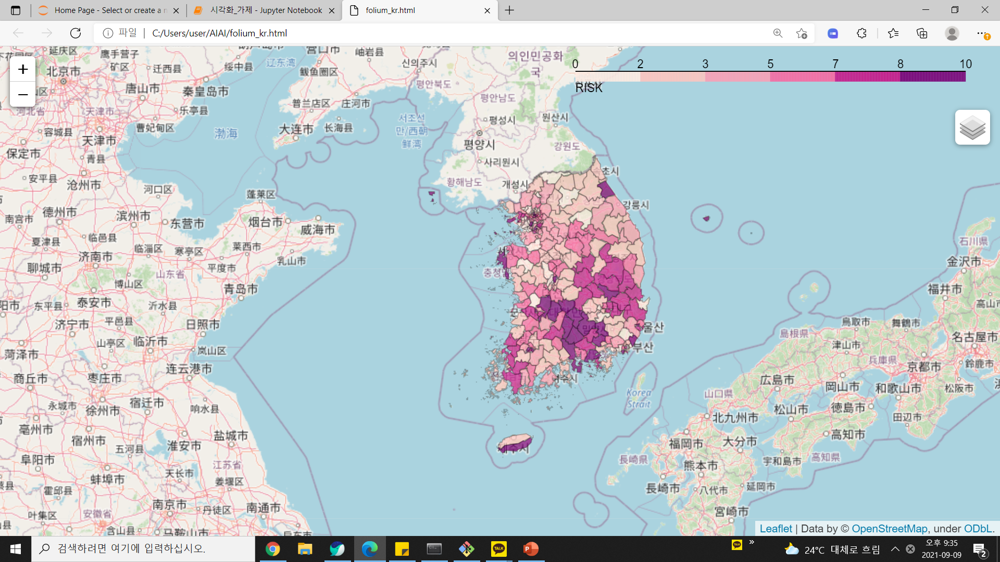 Home Page - Select or create a n
시각화_가제 - Jupyter Notebook
folium_kr.html
파일
C:/Users/user/AIAI/folium_kr.html
+
−
0 2 3 5 7 8 10
RISK
의인민공화
국
延庆区
鹰手营子
矿区
迁西县
绥中县
辽东湾
营口市
岫岩县
鲅鱼圈区
신의주시
平安北道
北京市
唐山市
秦皇岛市
普兰店区
庄河市
평안남도
河北省
天津市
乐亭县
曹妃甸区
大连市
长海县
서조선
만/西朝
鲜湾
평성시
원산시
容城县
天津市
渤海
평양시
강원도
保定市
青县
사리원시
초시
安平县
沧州市
河口区
황해남도
개성시
蓬莱区
강릉시
南宫市
德州市
滨州市
东营市
烟台市
威海市
夏津县
临邑县
临淄区
寒亭区
莱西市
石川県
济南市
乳山市
金沢市
聊城市
山东省
平度市
충청남
博山区
青岛市
福井市
阳市
东平县
泰安市
沂水县
高山市
济宁市
平邑县
日照市
鳥取市
舞鶴市
울산
山亭区
临沂市
岚山区
島根県
名古屋市
부산
津山市
菏泽市
兵庫県
连云港市
京都市
鈴鹿市
商丘市
枣庄市
여수시
広島市
岡山市
和歌山市
松阪市
Korea
Strait
山口県
永城市
徐州市
宿迁市
响水县
松山市
徳島市
北九州市
田辺市
亳州市
盐城市
高知市
宿州市
五河县
淮安市
福岡市
大分市
제주시
阜阳市
江苏省
長崎県
熊本市
宇和島市
高知県
蚌埠市
天长市
姜堰区
霍邱县
長崎市
八代市
延岡市
南京市
丹徒区
南通市
叶集区
安徽省
宮崎市
含山县
马鞍山市
启东市
Leaflet | Data by © OpenStreetMap, under ODbL.
검색하려면 여기에 입력하십시오.
TALK
TALK
24°C 대체로 흐림
오후 9:35
2021-09-09
2